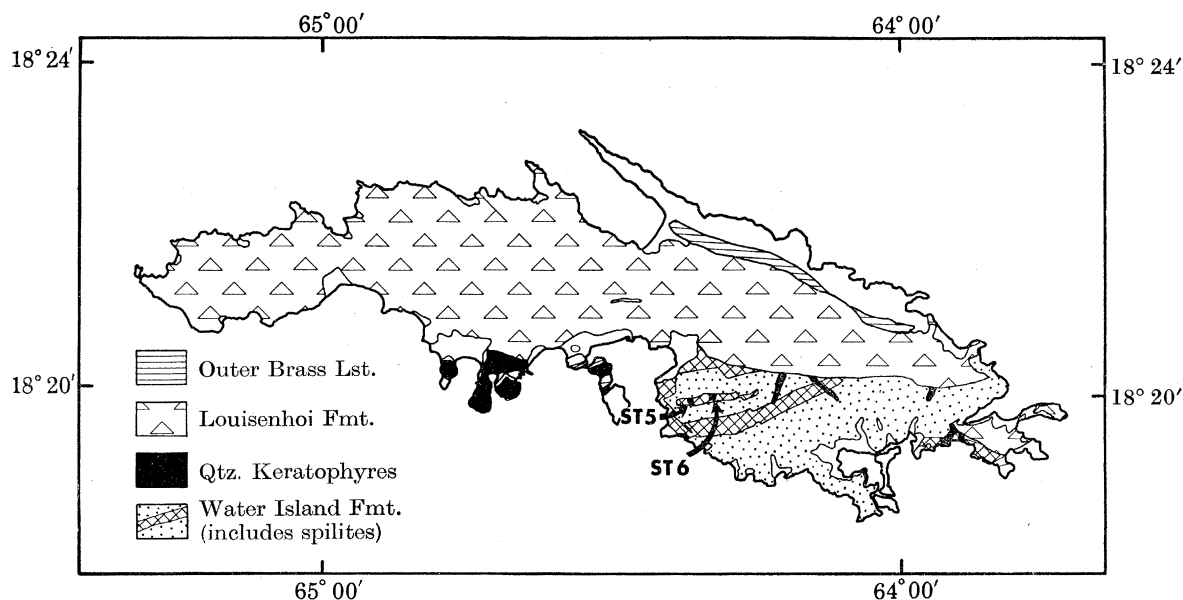 65° 00′
64° 00′
18° 24′
18° 24′
Outer Brass Lst.
18° 20′
18° 20′
Louisenhoi Fmt.
ST5
ST6
Qtz. Keratophyres
Water Island Fmt.
(includes spilites)
65° 00′
64° 00′